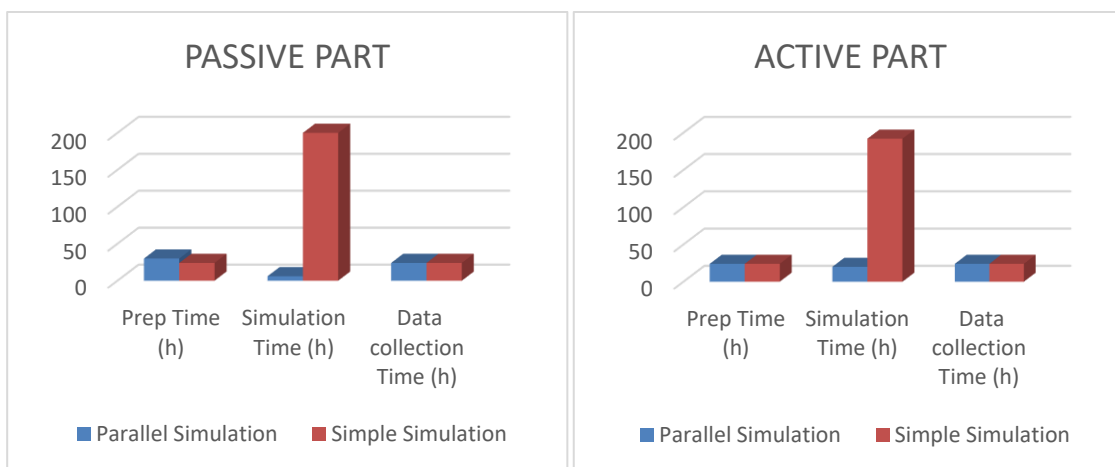 PASSIVE PART
200
150
100
50
0
Prep Time
(h)
Simulation
Time (h)
Data
collection
Time (h)
Parallel Simulation
Simple Simulation
ACTIVE PART
200
150
100
50
0
Prep Time
(h)
Simulation
Time (h)
Data
collection
Time (h)
Parallel Simulation
Simple Simulation